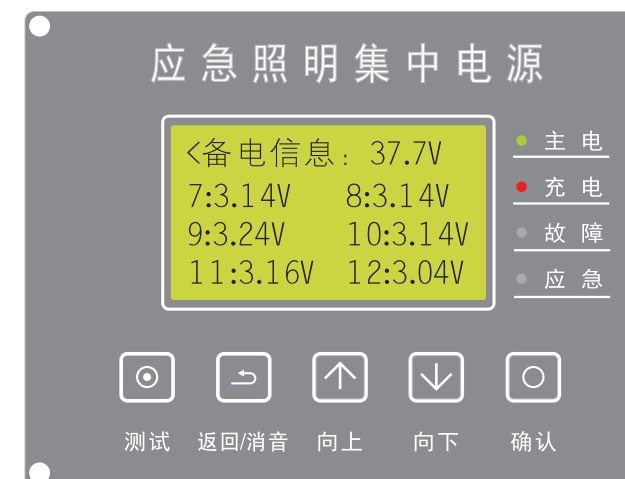 应急照明集中电源
<备电信息: 37.7V
7:3.14V 8:3.14V
9:3.24V 10:3.14V
11:3.16V 12:3.04V
主电
充电
故障
应急
测试 返回/消音 向上 向下 确认